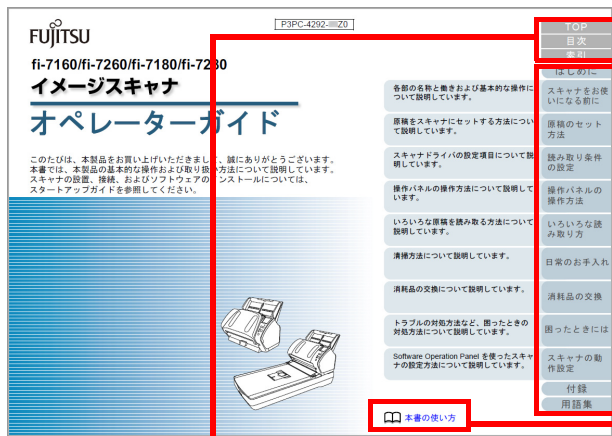 P3PC-4292-00Z0
FUJITSU
fi-7160/fi-7260/fi-7180/fi-7280
イメージスキャナ
オペレーターガイド
このたびは、本製品をお買い上げいただきまして、誠にありがとうございます。
本書では、本製品の基本的な操作および取り扱い方法について説明しています。
スキャナの設置、接続、およびソフトウェアのインストールについては、
スタートアップガイドを参照してください。
各部の名称と働きおよび基本的な操作に
ついて説明しています。
原稿をスキャナにセットする方法につい
て説明しています。
スキャナドライバの設定項目について説
明しています。
操作パネルの操作方法について説明して
います。
いろいろな原稿を読み取る方法について
説明しています。
清掃方法について説明しています。
消耗品の交換について説明しています。
トラブルの対処方法など、困ったときの
対処方法について説明しています。
Software Operation Panel を使ったスキャ
ナの設定方法について説明しています。
本書の使い方
TOP
目次
索引
はじめに
スキャナをお使
いになる前に
原稿のセット
方法
読み取り条件
の設定
操作パネルの
操作方法
いろいろな読
み取り方
日常のお手入れ
消耗品の交換
困ったときには
スキャナの動
作設定
付録
用語集